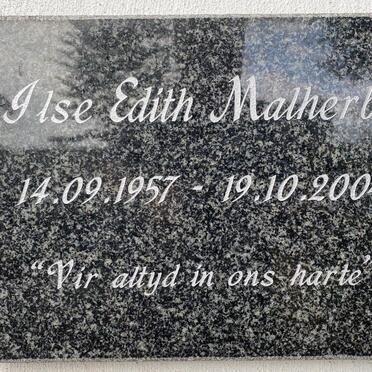 Ilse Edith Malherb
14.09.1957 - 19.10.200
"Vir altyd in ons harte"